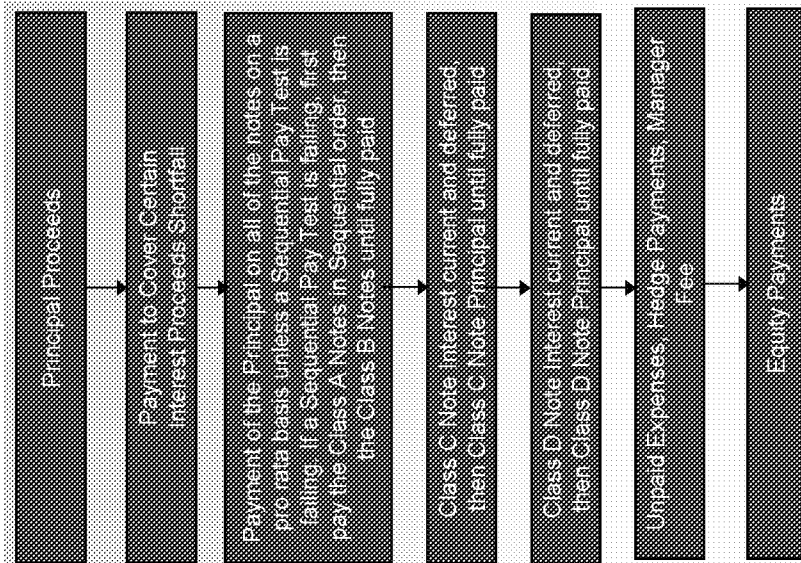 Principal Proceeds
Payment to Cover Certain
Interest Proceeds Shortfall
Payment of the Principal on all of the notes on a
pro rata basis unless a Sequential Pay Test is
failing. If a Sequential Pay Test is failing, first
pay the Class A Notes in Sequential order, then
the Class B Notes until fully paid
Class C Note Interest current and deferred,
then Class C Note Principal until fully paid
Class D Note Interest current and deferred,
then Class D Note Principal until fully paid
Unpaid Expenses, Hedge Payments, Manager
Fee
Equity Payments